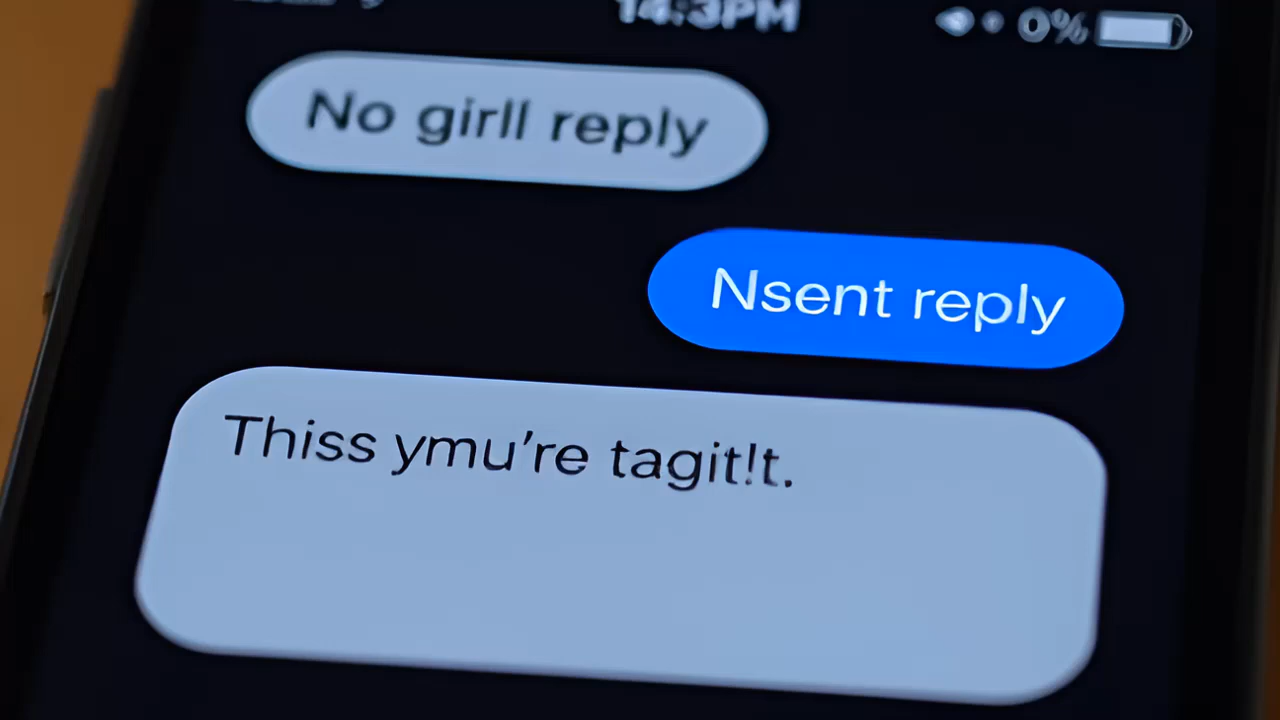 14:3PM
0%
No girll reply
Nsent reply
Thiss ymu're tagit!t.